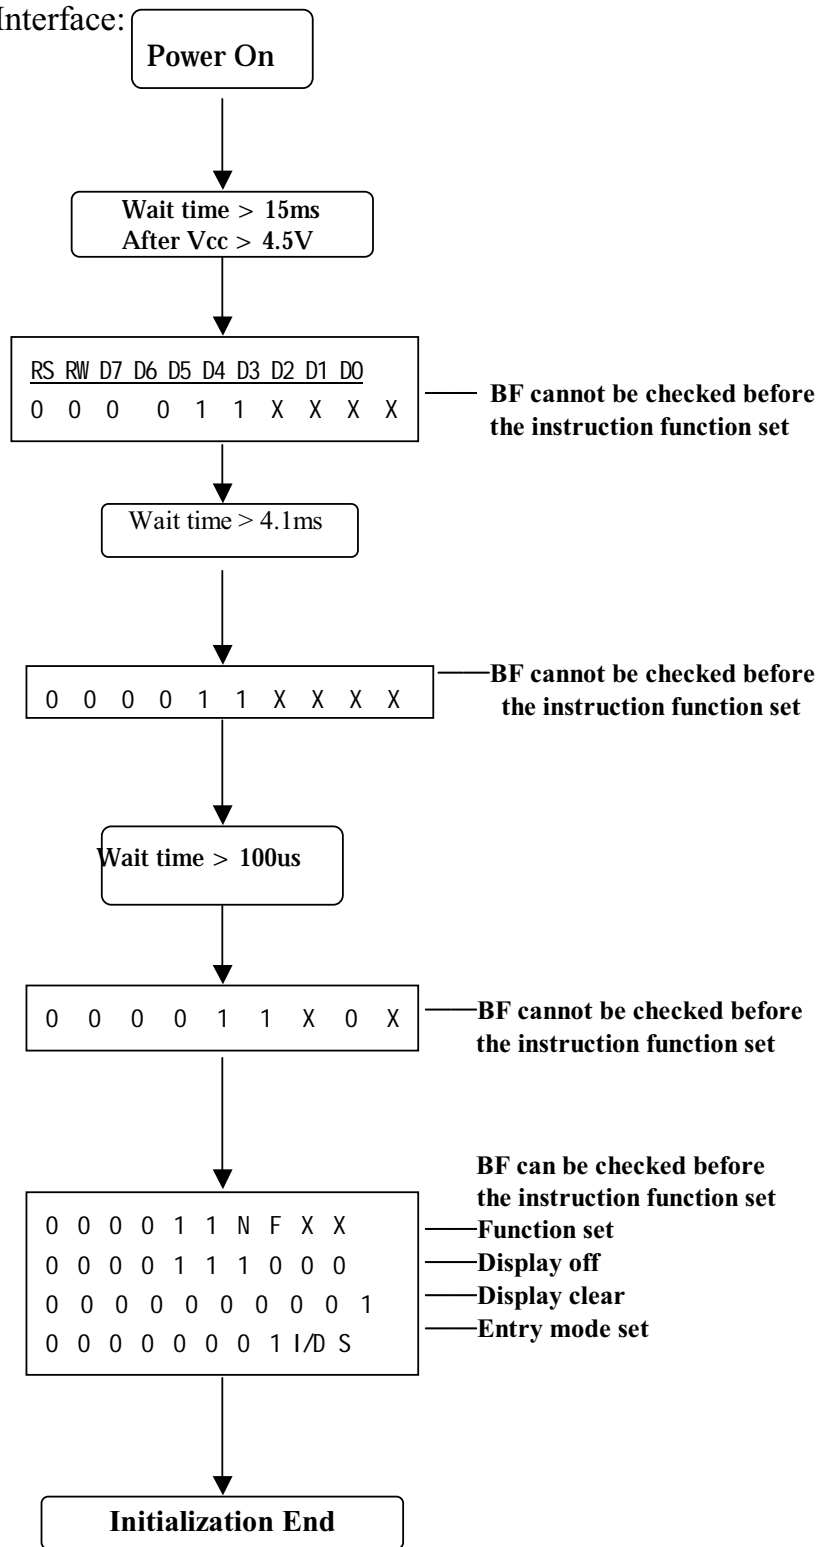 Interface:
Power On
Wait time > 15ms
After Vcc > 4.5V
RS RW D7 D6 D5 D4 D3 D2 D1 D0
0 0 0 0 1 1 X X X X
BF cannot be checked before
the instruction function set
Wait time > 4.1ms
BF cannot be checked before
the instruction function set
0 0 0 0 1 1 X X X X
Wait time > 100us
0 0 0 0 1 1 X 0 X
BF cannot be checked before
the instruction function set
BF can be checked before
the instruction function set
0 0 0 0 1 1 N F X X
Function set
0 0 0 0 1 1 1 0 0 0
Display off
0 0 0 0 0 0 0 0 0 1
Display clear
0 0 0 0 0 0 0 1 I/D S
Entry mode set
Initialization End